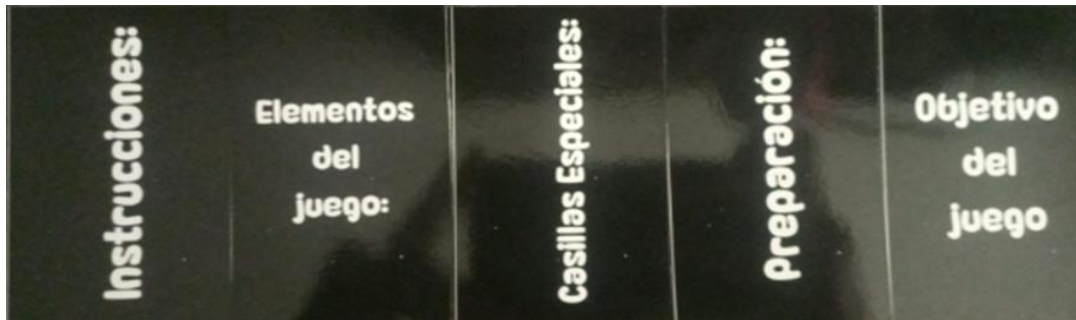 Instrucciones:
Elementos
del
juego:
Casillas Especiales:
Preparación:
Objetivo
del
juego